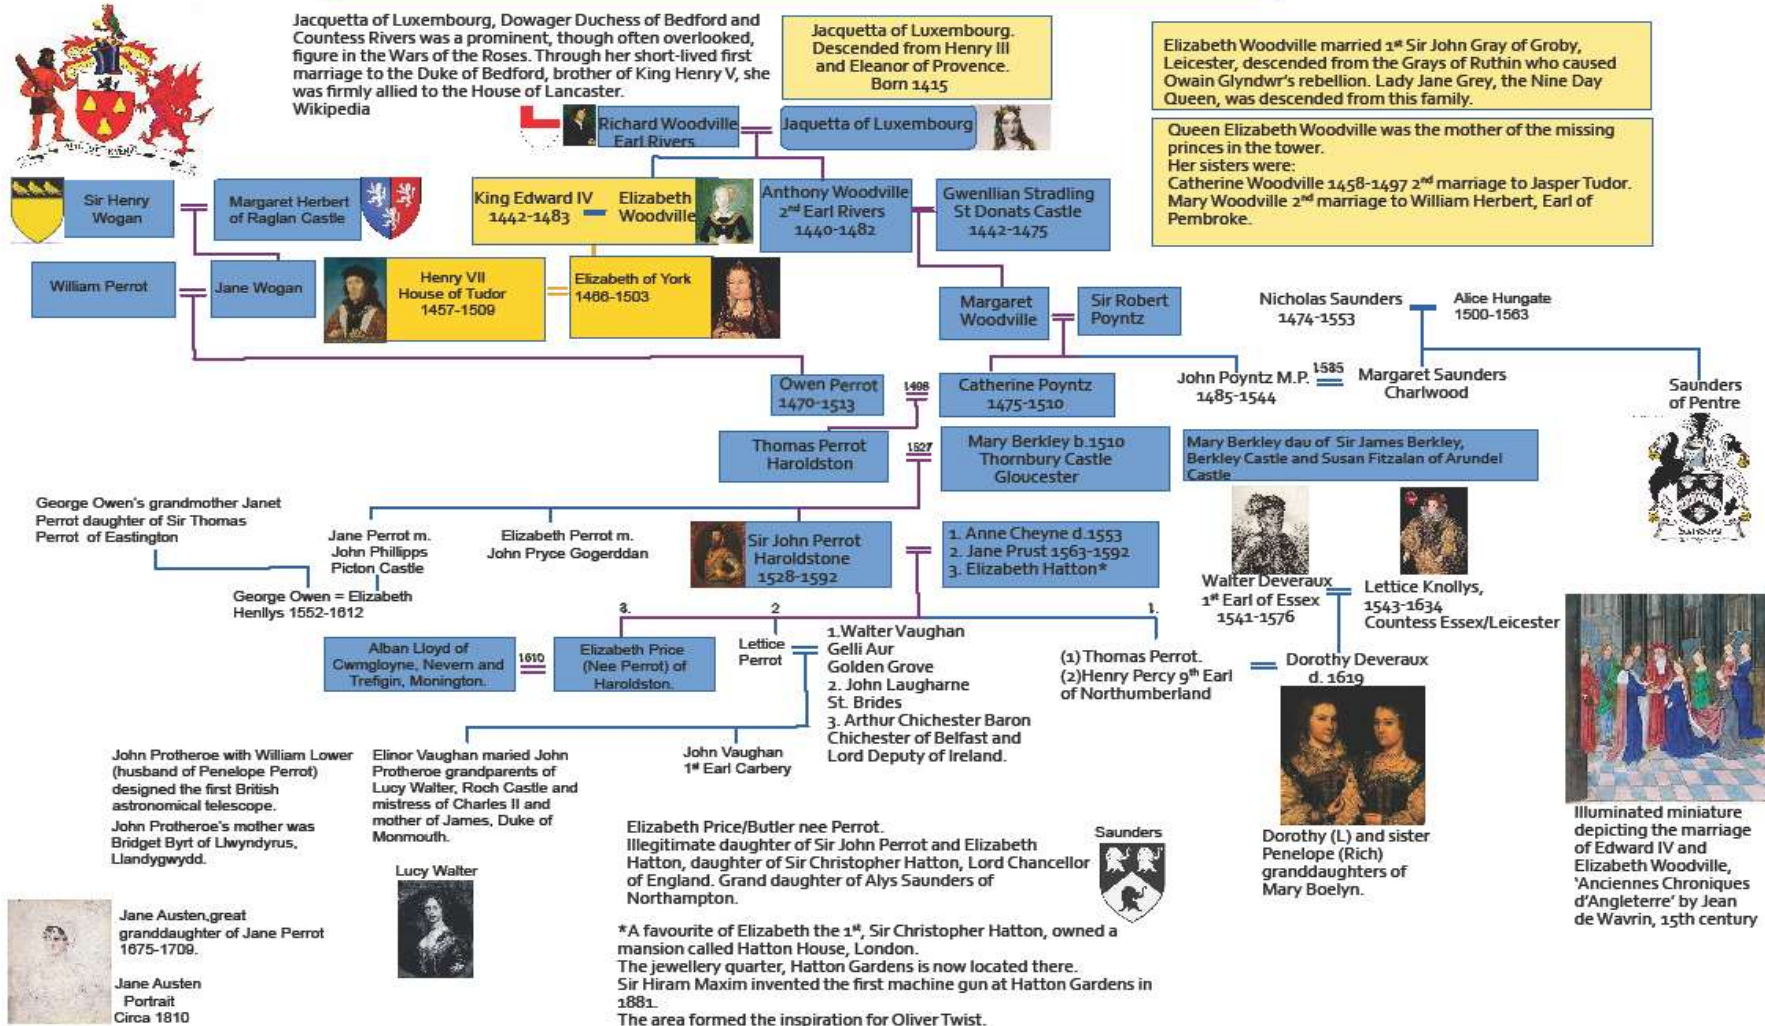 Jacquetta of Luxembourg, Dowager Duchess of Bedford and
Countess Rivers was a prominent, though often overlooked,
figure in the Wars of the Roses. Through her short-lived first
marriage to the Duke of Bedford, brother of King Henry V, she
was firmly allied to the House of Lancaster.
Wikipedia
Jacquetta of Luxembourg.
Descended from Henry III
and Eleanor of Provence.
Born 1415
Elizabeth Woodville married 1st Sir John Gray of Groby,
Leicester, descended from the Grays of Ruthin who caused
Owain Glyndwr's rebellion. Lady Jane Grey, the Nine Day
Queen, was descended from this family.
Queen Elizabeth Woodville was the mother of the missing
princes in the tower.
Her sisters were:
Catherine Woodville 1458-1497 2nd marriage to Jasper Tudor.
Mary Woodville 2nd marriage to William Herbert, Earl of
Pembroke.
Richard Woodville
Earl Rivers
Jaquetta of Luxembourg
Sir Henry
Wogan
Margaret Herbert
of Raglan Castle
King Edward IV
1442-1483
Elizabeth
Woodville
Anthony Woodville
2nd Earl Rivers
1440-1482
Gwenllian Stradling
St Donats Castle
1442-1475
William Perrot
Jane Wogan
Henry VII
House of Tudor
1457-1509
Elizabeth of York
1466-1503
Margaret
Woodville
Sir Robert
Poyntz
Nicholas Saunders
1474-1553
Alice Hungate
1500-1563
Owen Perrot
1470-1513
Catherine Poyntz
1475-1510
John Poyntz M.P.
1485-1544
Margaret Saunders
Charlwood
Saunders
of Pentre
Thomas Perrot
Haroldston
1527
Mary Berkley b.1510
Thornbury Castle
Gloucester
Mary Berkley dau of Sir James Berkley,
Berkley Castle and Susan Fitzalan of Arundel
Castle
George Owen's grandmother Janet
Perrot daughter of Sir Thomas
Perrot of Eastington
Jane Perrot m.
John Phillipps
Picton Castle
Elizabeth Perrot m.
John Pryce Gogerddan
Sir John Perrot
Haroldstone
1528-1592
1. Anne Cheyne d.1553
2. Jane Prust 1563-1592
3. Elizabeth Hatton*
Walter Deveraux
1st Earl of Essex
1541-1576
Lettice Knollys,
1543-1634
Countess Essex/Leicester
George Owen = Elizabeth
Henllys 1552-1612
3.
2
1.
Alban Lloyd of
Cwmgloyne, Nevern and
Trefigin, Monington.
1610
Elizabeth Price
(Nee Perrot) of
Haroldston.
Lettice
Perrot
1.Walter Vaughan
Gelli Aur
Golden Grove
2. John Laugharne
St. Brides
3. Arthur Chichester Baron
Chichester of Belfast and
Lord Deputy of Ireland.
(1) Thomas Perrot.
(2)Henry Percy 9th Earl
of Northumberland
Dorothy Deveraux
d. 1619
John Protheroe with William Lower
(husband of Penelope Perrot)
designed the first British
astronomical telescope.
John Protheroe's mother was
Bridget Byrt of Llwyndyrus,
Llandygwydd.
Elinor Vaughan maried John
Protheroe grandparents of
Lucy Walter, Roch Castle and
mistress of Charles II and
mother of James, Duke of
Monmouth.
John Vaughan
1st Earl Carbery
Elizabeth Price/Butler nee Perrot.
Illegitimate daughter of Sir John Perrot and Elizabeth
Hatton, daughter of Sir Christopher Hatton, Lord Chancellor
of England. Grand daughter of Alys Saunders of
Northampton.
Saunders
Dorothy (L) and sister
Penelope (Rich)
granddaughters of
Mary Boelyn.
Illuminated miniature
depicting the marriage
of Edward IV and
Elizabeth Woodville,
'Anciennes Chroniques
d'Angleterre' by Jean
de Wavrin, 15th century
Lucy Walter
Jane Austen,great
granddaughter of Jane Perrot
1675-1709.
Jane Austen
Portrait
Circa 1810
*A favourite of Elizabeth the 1st, Sir Christopher Hatton, owned a
mansion called Hatton House, London.
The jewellery quarter, Hatton Gardens is now located there.
Sir Hiram Maxim invented the first machine gun at Hatton Gardens in
1881.
The area formed the inspiration for Oliver Twist.